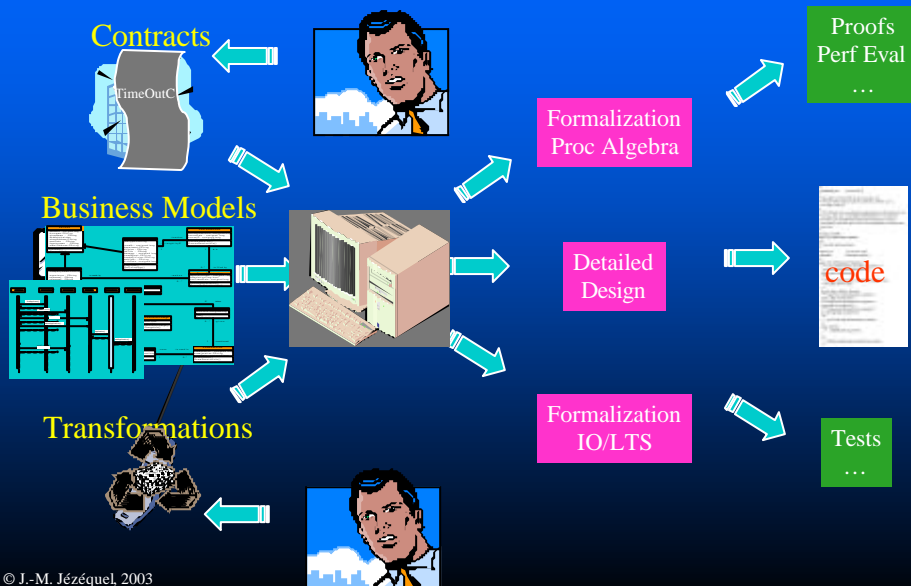 Contracts
TimeOutC
Business Models
Transformations
Formalization
Proc Algebra
Detailed
Design
Formalization
IO/LTS
Proofs
Perf Eval
…
code
Tests
…
© J.-M. Jézéquel, 2003